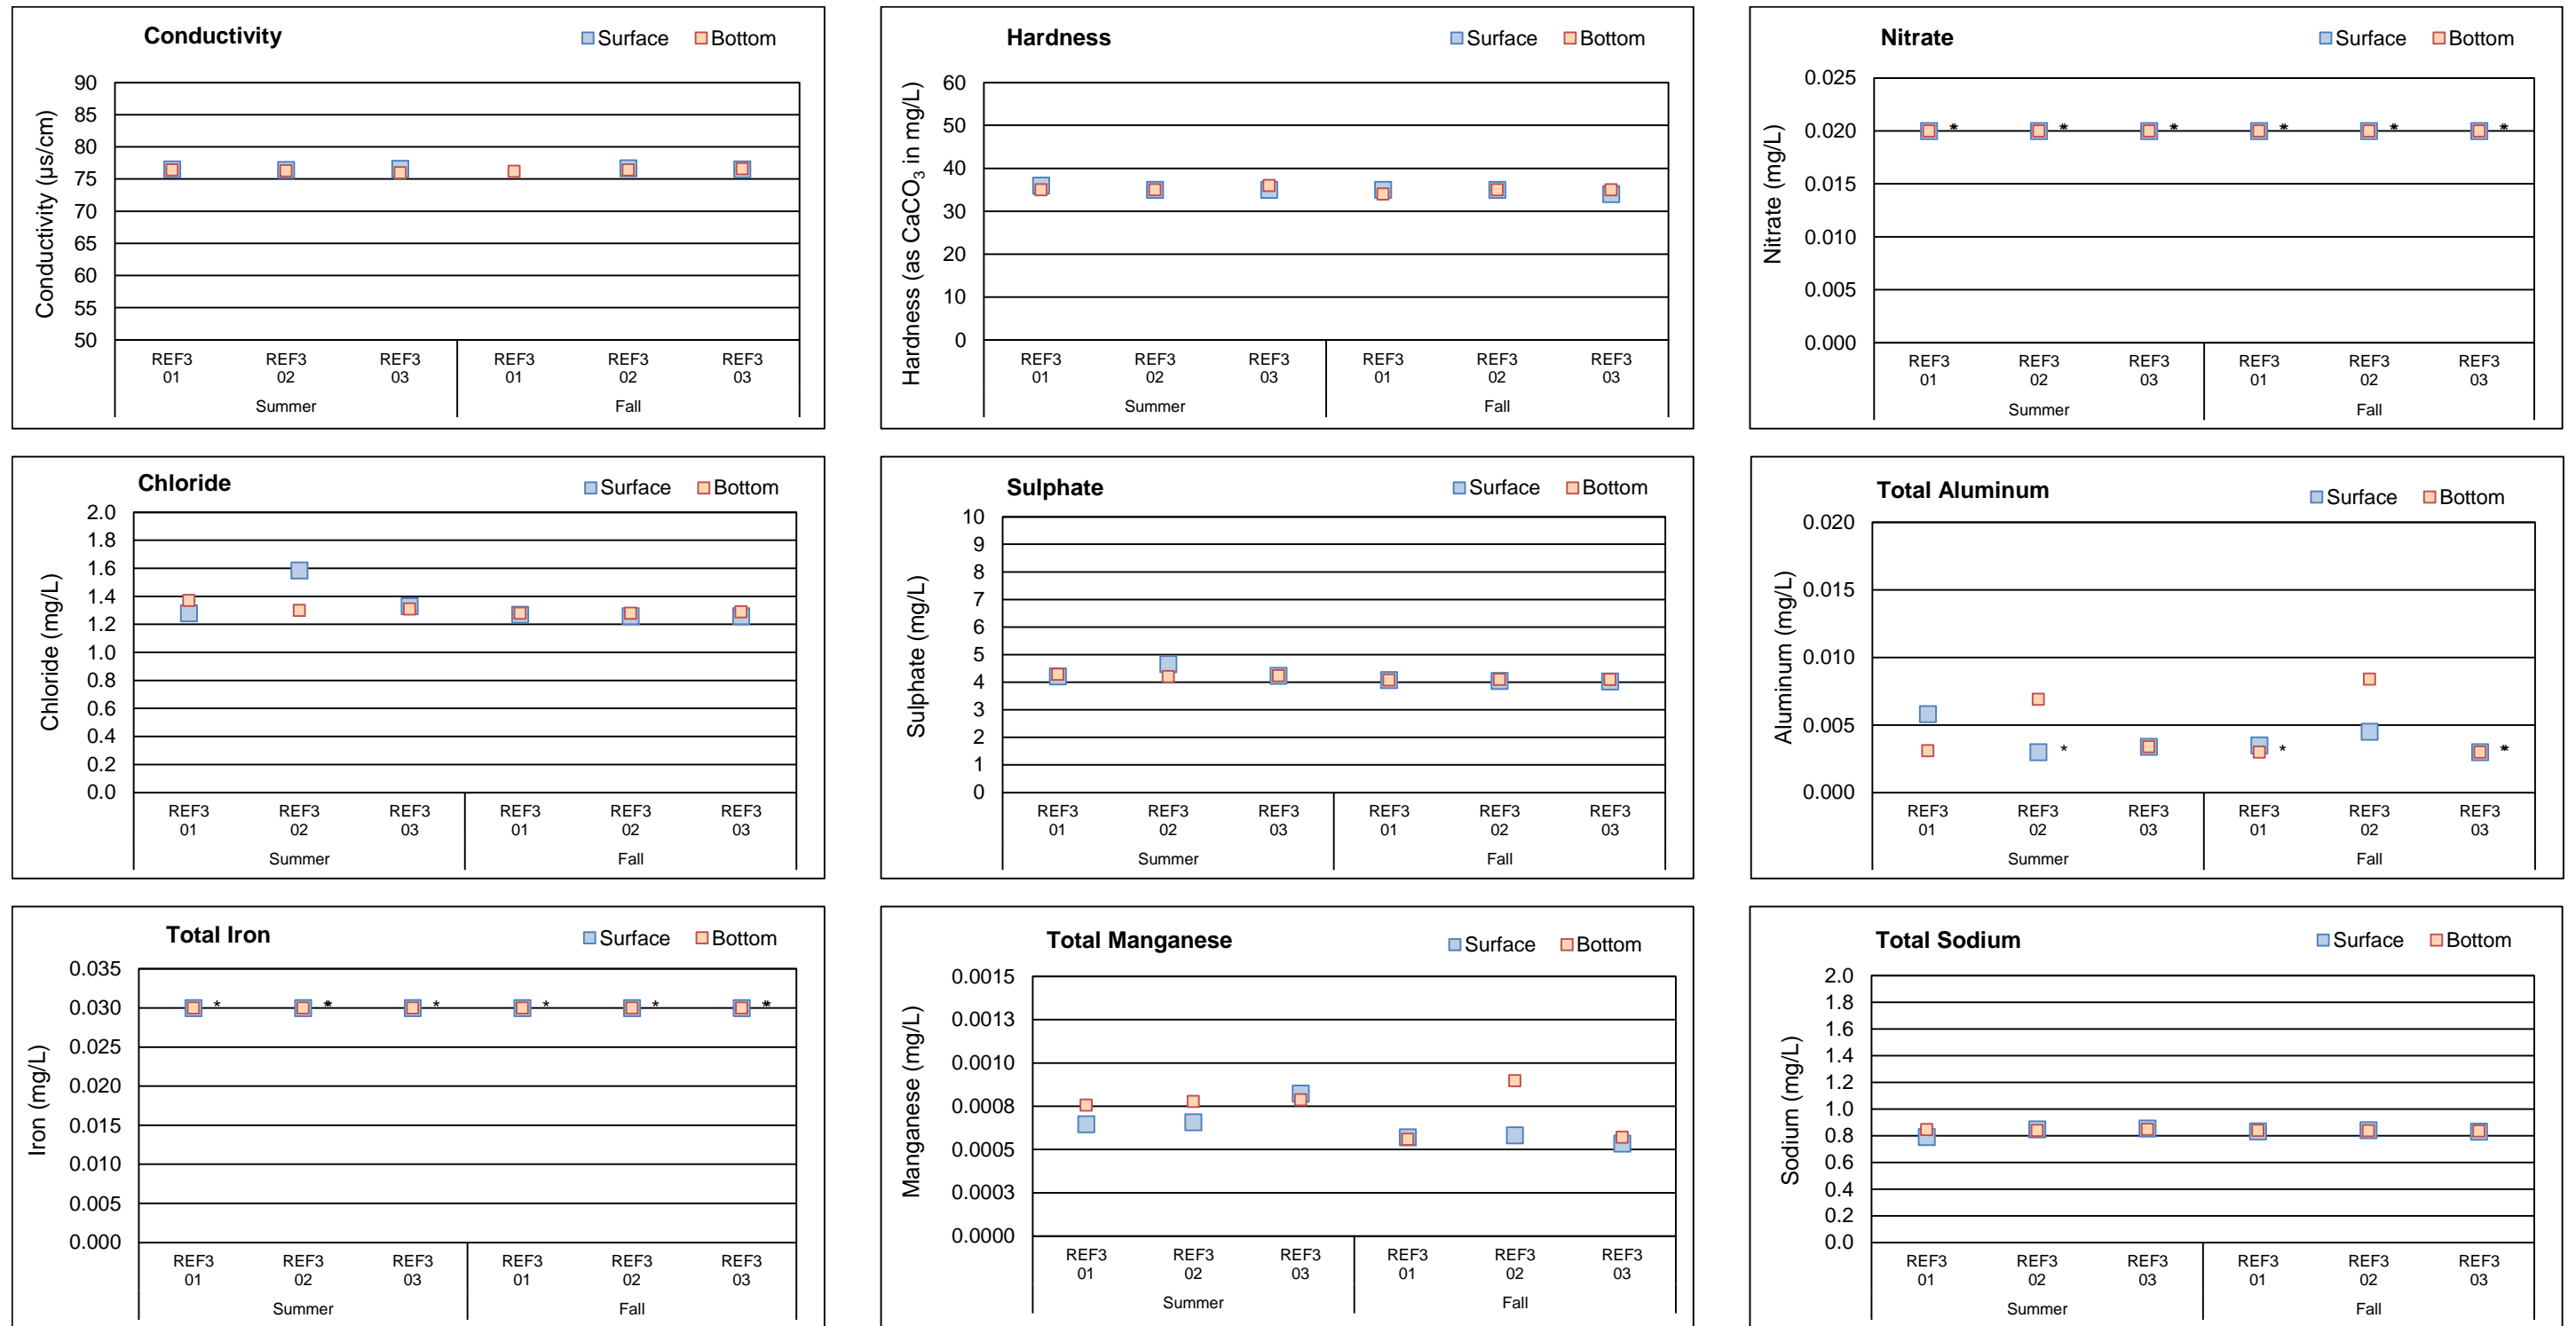 Conductivity
Surface Bottom
Conductivity (µs/cm)
90
85
80
75
70
65
60
55
50
REF3 REF3 REF3 REF3 REF3 REF3
01 02 03 01 02 03
Summer Fall
Hardness
Surface Bottom
Hardness (as CaCO3 in mg/L)
60
50
40
30
20
10
0
REF3 REF3 REF3 REF3 REF3 REF3
01 02 03 01 02 03
Summer Fall
Nitrate
Surface Bottom
Nitrate (mg/L)
0.025
0.020
0.015
0.010
0.005
0.000
* * * * * *
REF3 REF3 REF3 REF3 REF3 REF3
01 02 03 01 02 03
Summer Fall
Chloride
Surface Bottom
Chloride (mg/L)
2.0
1.8
1.6
1.4
1.2
1.0
0.8
0.6
0.4
0.2
0.0
REF3 REF3 REF3 REF3 REF3 REF3
01 02 03 01 02 03
Summer Fall
Sulphate
Surface Bottom
Sulphate (mg/L)
10
9
8
7
6
5
4
3
2
1
0
REF3 REF3 REF3 REF3 REF3 REF3
01 02 03 01 02 03
Summer Fall
Total Aluminum
Surface Bottom
Aluminum (mg/L)
0.020
0.015
0.010
0.005
0.000
* * *
REF3 REF3 REF3 REF3 REF3 REF3
01 02 03 01 02 03
Summer Fall
Total Iron
Surface Bottom
Iron (mg/L)
0.035
0.030
0.025
0.020
0.015
0.010
0.005
0.000
* * * * * *
REF3 REF3 REF3 REF3 REF3 REF3
01 02 03 01 02 03
Summer Fall
Total Manganese
Surface Bottom
Manganese (mg/L)
0.0015
0.0013
0.0010
0.0008
0.0005
0.0003
0.0000
REF3 REF3 REF3 REF3 REF3 REF3
01 02 03 01 02 03
Summer Fall
Total Sodium
Surface Bottom
Sodium (mg/L)
2.0
1.8
1.6
1.4
1.2
1.0
0.8
0.6
0.4
0.2
0.0
REF3 REF3 REF3 REF3 REF3 REF3
01 02 03 01 02 03
Summer Fall